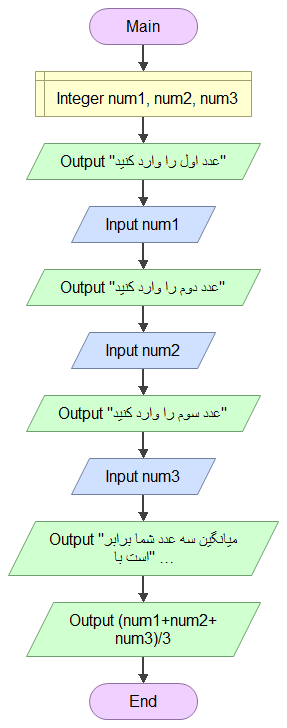 Main
Integer num1, num2, num3
Output "عدد اول را وارد کنید"
Input num1
Output "عدد دوم را وارد کنید"
Input num2
Output "عدد سوم را وارد کنید"
Input num3
Output "میانگین سه عدد شما برابر
است با" ...
Output (num1+num2+
num3)/3
End